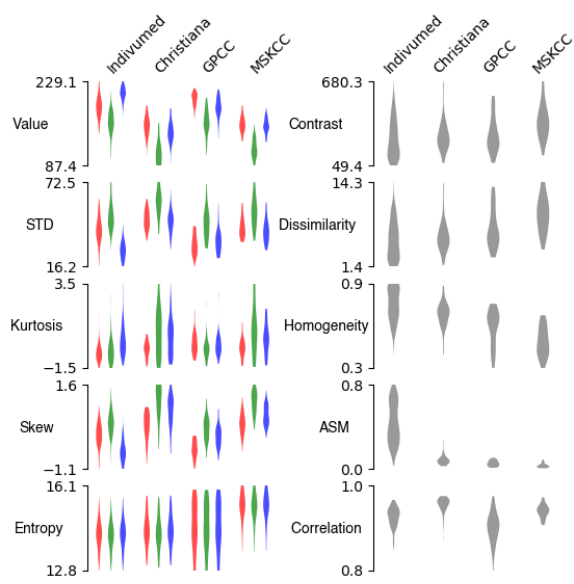 Indivumed Christiana GPCC MSKCC Indivumed Christiana GPCC MSKCC
229.1 680.3
Value Contrast
87.4 49.4
72.5 14.3
STD Dissimilarity
16.2 1.4
3.5 0.9
Kurtosis Homogeneity
−1.5 0.3
1.6 0.8
Skew ASM
−1.1 0.0
16.1 1.0
Entropy Correlation
12.8 0.8